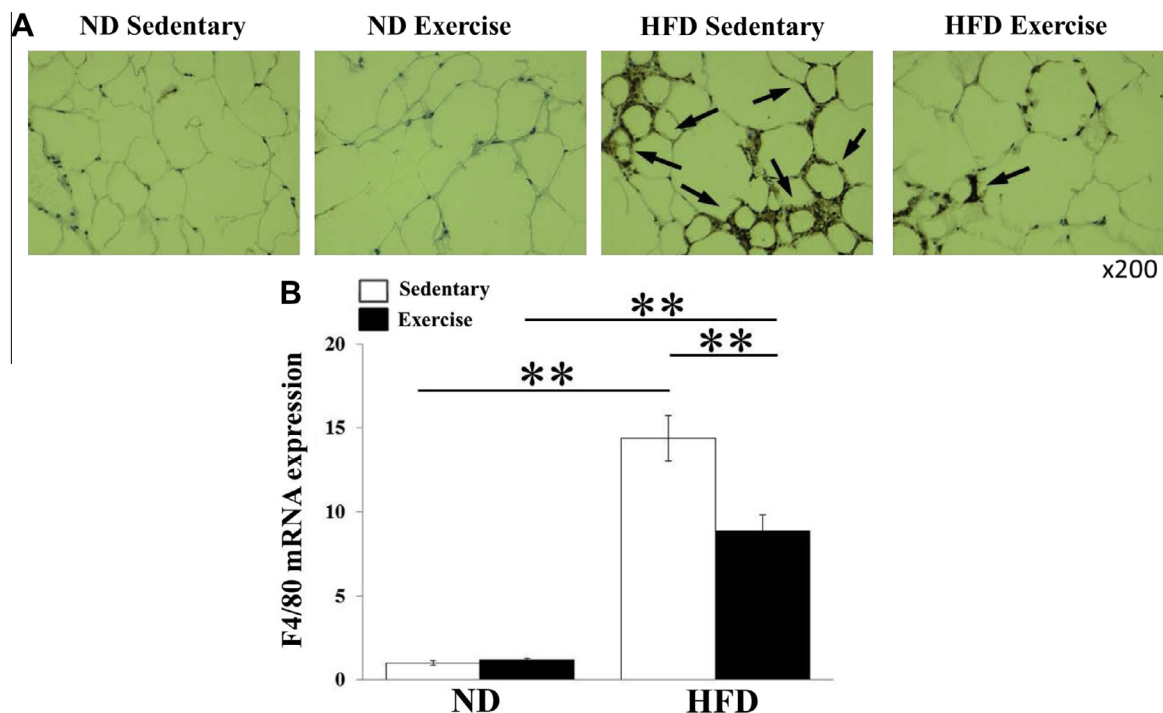 A
ND Sedentary
ND Exercise
HFD Sedentary
HFD Exercise
x200
B
Sedentary
Exercise
**
**
**
F4/80 mRNA expression
20
15
10
5
0
ND
HFD